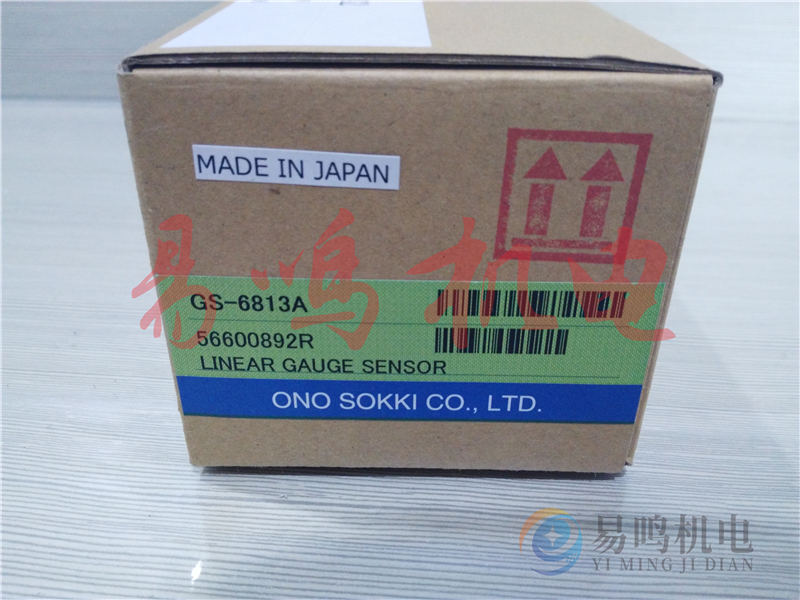 MADE IN JAPAN
易鸣机电
GS-6813A
56600892R
LINEAR GAUGE SENSOR
ONO SOKKI CO., LTD.
易鸣机电
YI MING JI DIAN